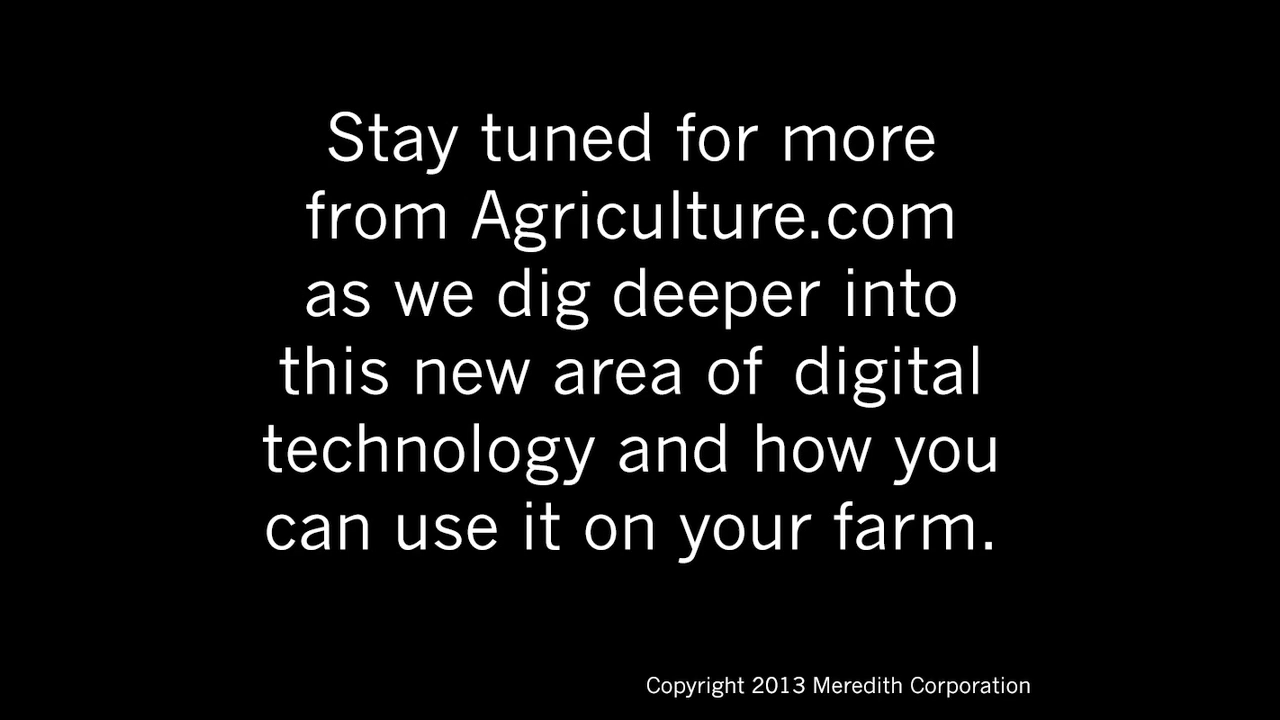 Stay tuned for more
from Agriculture.com
as we dig deeper into
this new area of digital
technology and how you
can use it on your farm.
Copyright 2013 Meredith Corporation